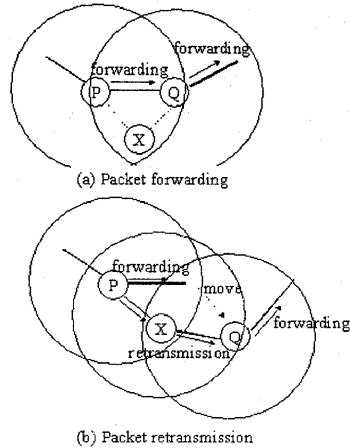 forwarding
forwarding
P
Q
X
(a) Packet forwarding
forwarding
P
move
X
Q
forwarding
retransmission
(b) Packet retransmission